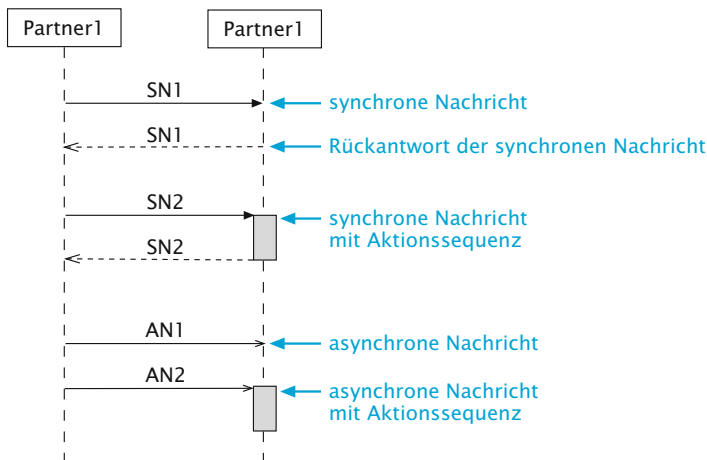 Partner1
Partner1
SN1
synchrone Nachricht
SN1
Rückantwort der synchronen Nachricht
SN2
synchrone Nachricht
mit Aktionssequenz
SN2
AN1
asynchrone Nachricht
AN2
asynchrone Nachricht
mit Aktionssequenz